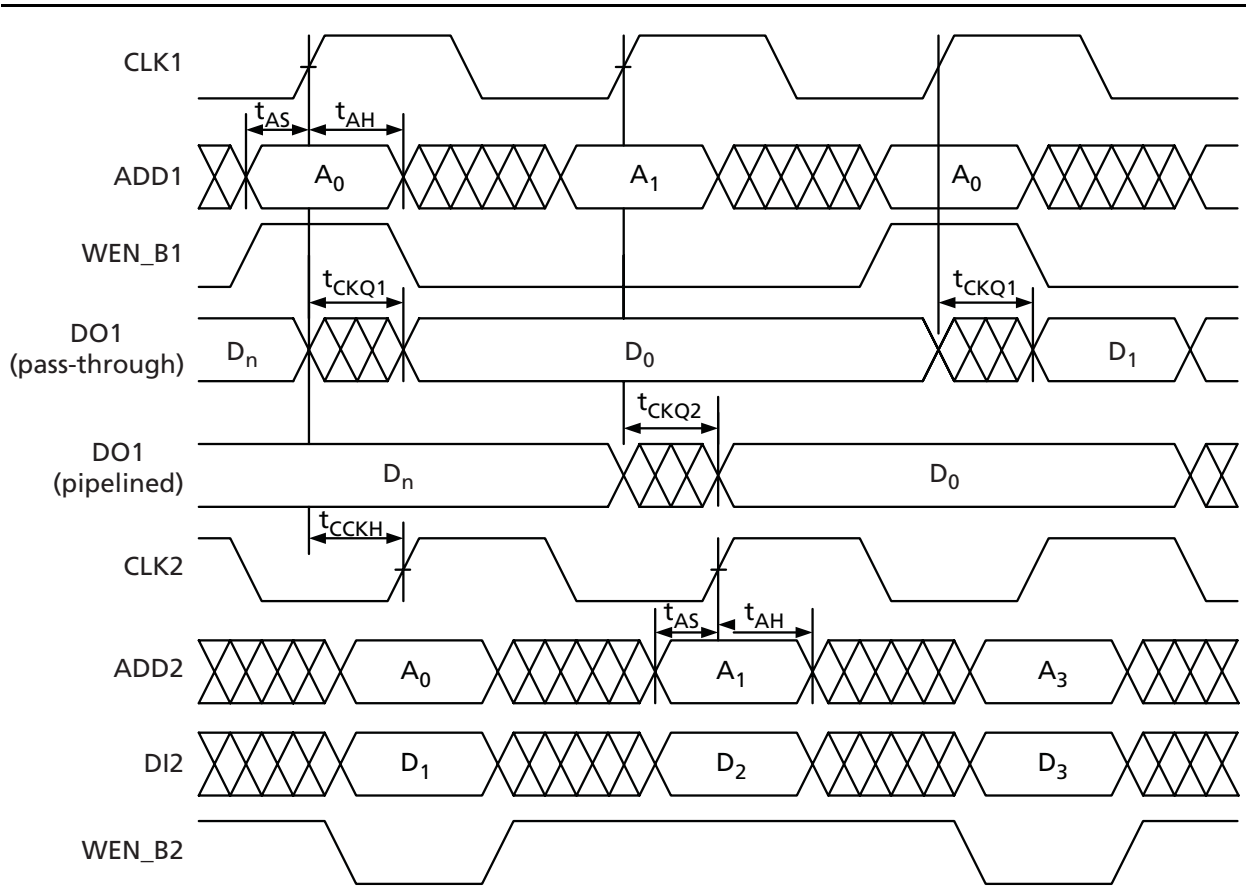 CLK1
tAS tAH
ADD1 A0 A1 A0
WEN_B1
tCKQ1 tCKQ1
DO1
(pass-through) Dn D0 D1
tCKQ2
DO1
(pipelined) Dn D0
tCCKH
CLK2
tAS tAH
ADD2 A0 A1 A3
DI2 D1 D2 D3
WEN_B2